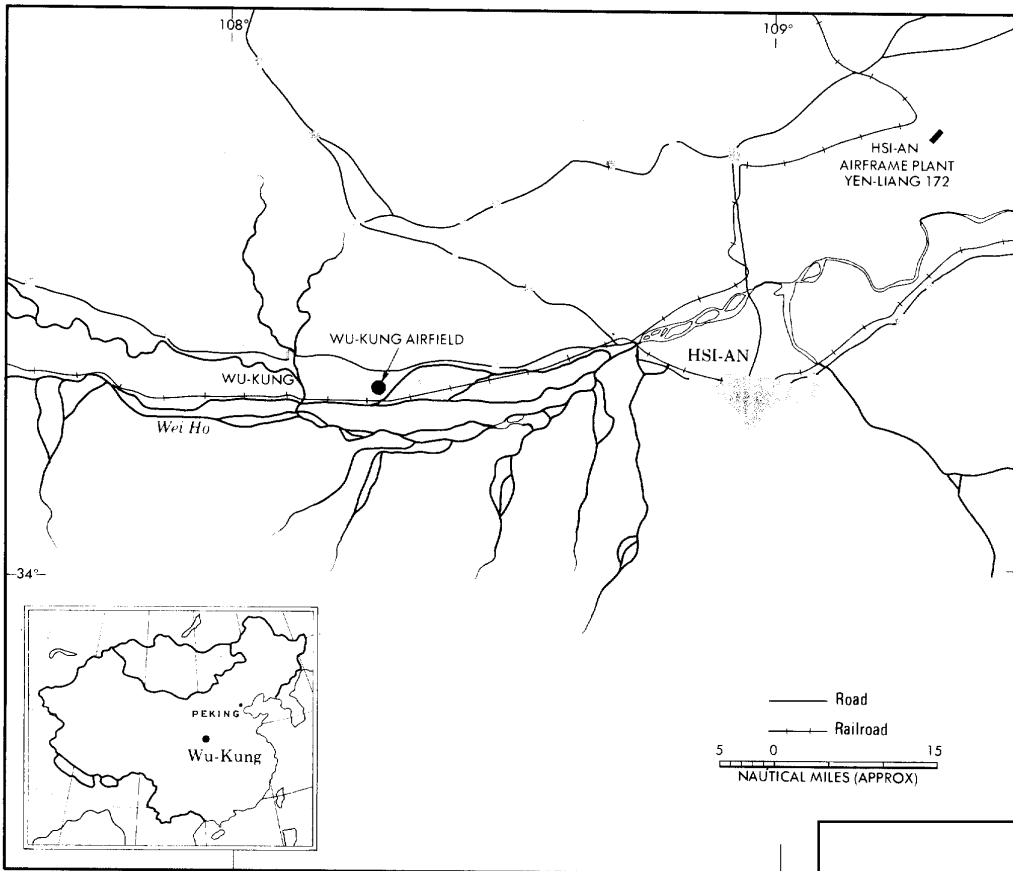 108°
109°
HSI-AN
AIRFRAME PLANT
YEN-LIANG 172
WU-KUNG AIRFIELD
HSI-AN
WU-KUNG
Wei Ho
34°
PEKING
Wu-Kung
Road
Railroad
5 0 15
NAUTICAL MILES (APPROX)